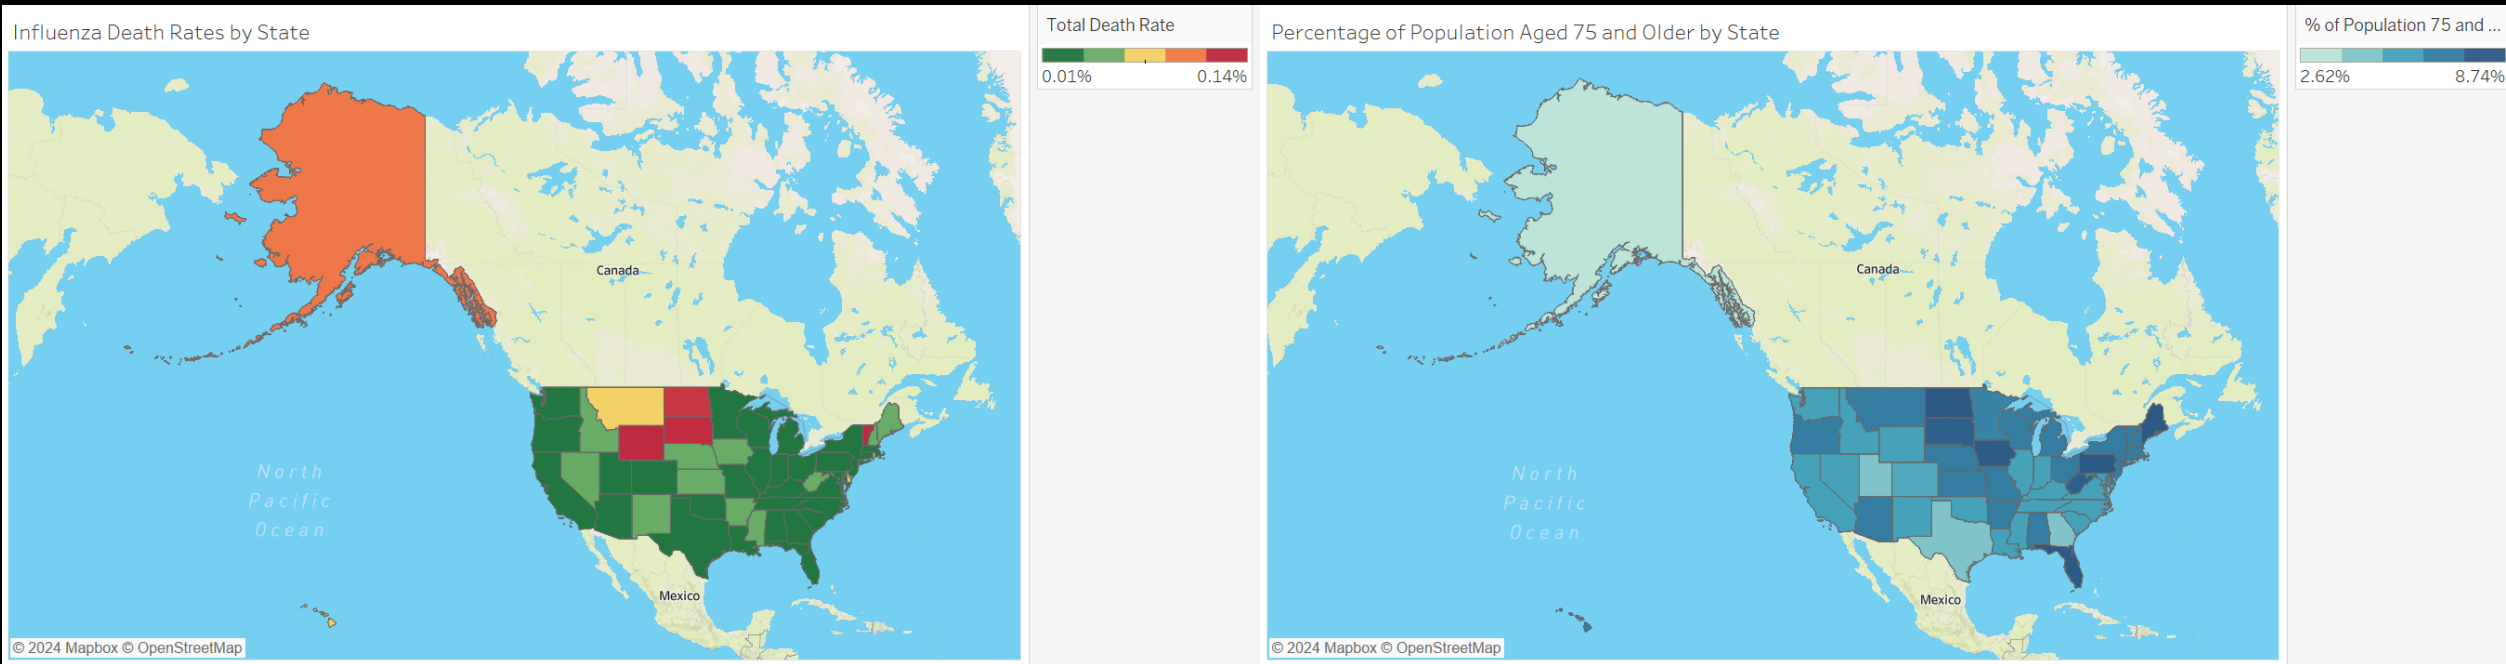 Influenza Death Rates by State
Total Death Rate
0.01% 0.14%
Canada
North
Pacific
Ocean
Mexico
© 2024 Mapbox © OpenStreetMap
Percentage of Population Aged 75 and Older by State
% of Population 75 and ...
2.62% 8.74%
Canada
North
Pacific
Ocean
Mexico
© 2024 Mapbox © OpenStreetMap